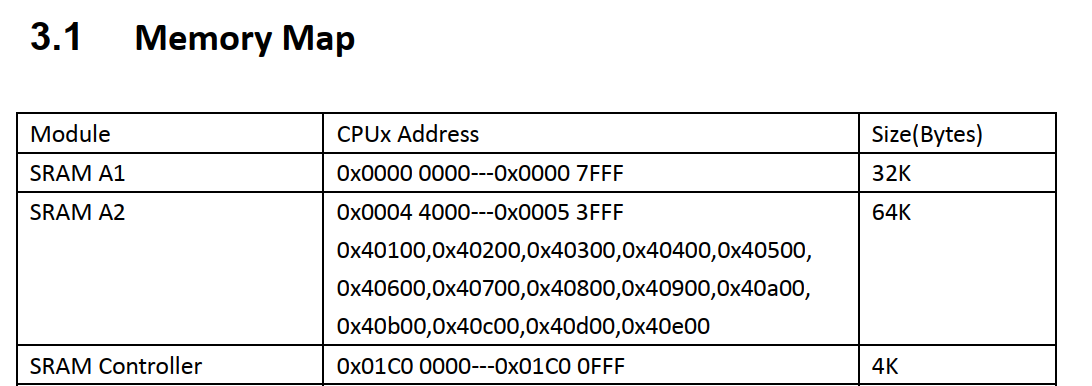 3.1 Memory Map
Module CPUx Address Size(Bytes)
SRAM A1 0x0000 0000---0x0000 7FFF 32K
SRAM A2 0x0004 4000---0x0005 3FFF 64K
0x40100,0x40200,0x40300,0x40400,0x40500,
0x40600,0x40700,0x40800,0x40900,0x40a00,
0x40b00,0x40c00,0x40d00,0x40e00
SRAM Controller 0x01C0 0000---0x01C0 0FFF 4K